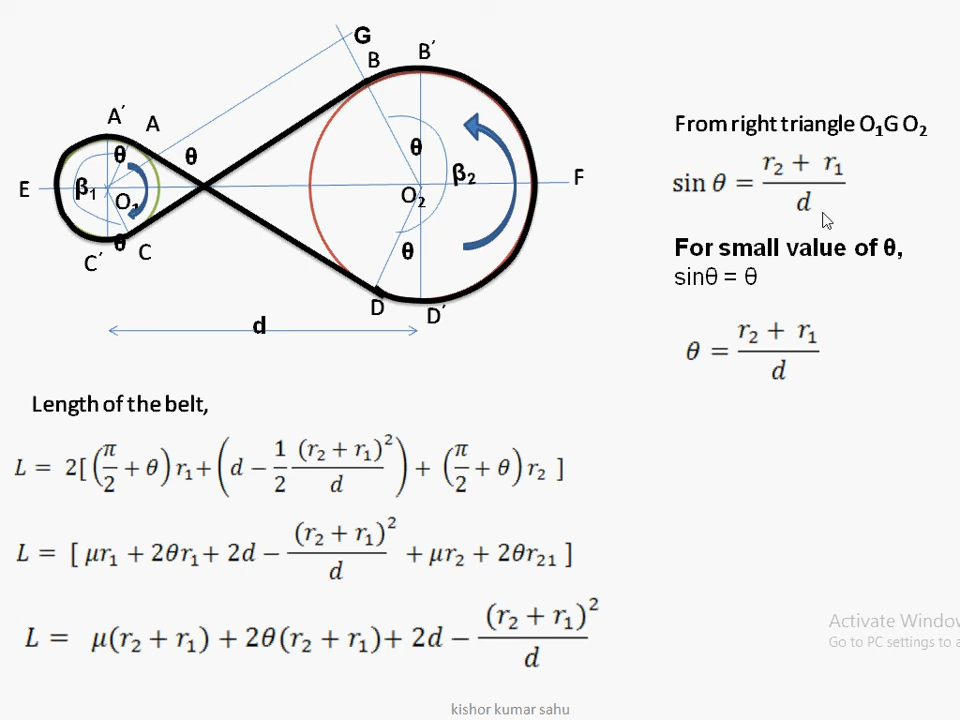 G
B
B′
A′
A
θ
θ
θ
E
β₁
O₁
β₂
O₂
F
θ
θ
C′
C
D
D′
d
From right triangle O₁G O₂
sin θ = (r₂ + r₁) / d
For small value of θ,
sinθ = θ
θ = (r₂ + r₁) / d
Length of the belt,
L = 2[ (π/2 + θ) r₁+ (d − 1/2 (r₂ + r₁)²/d) + (π/2 + θ) r₂ ]
L = [ μr₁ + 2θr₁ + 2d − (r₂ + r₁)²/d + μr₂ + 2θr₂₁ ]
L = μ(r₂ + r₁) + 2θ(r₂ + r₁)+ 2d − (r₂ + r₁)²/d
Activate Window
Go to PC settings to a
kishor kumar sahu